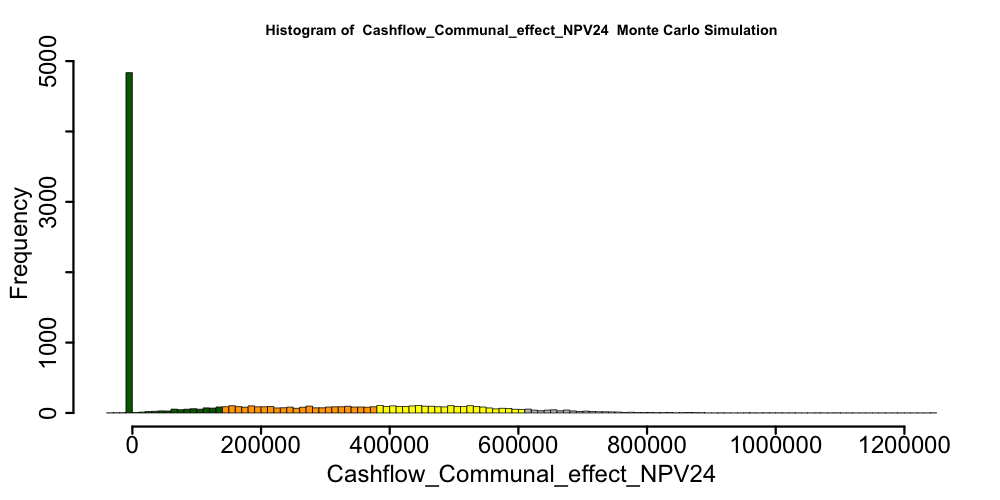 Histogram of  Cashflow_Communal_effect_NPV24  Monte Carlo Simulation
5000
3000
1000
0
Frequency
0 200000 400000 600000 800000 1000000 1200000
Cashflow_Communal_effect_NPV24